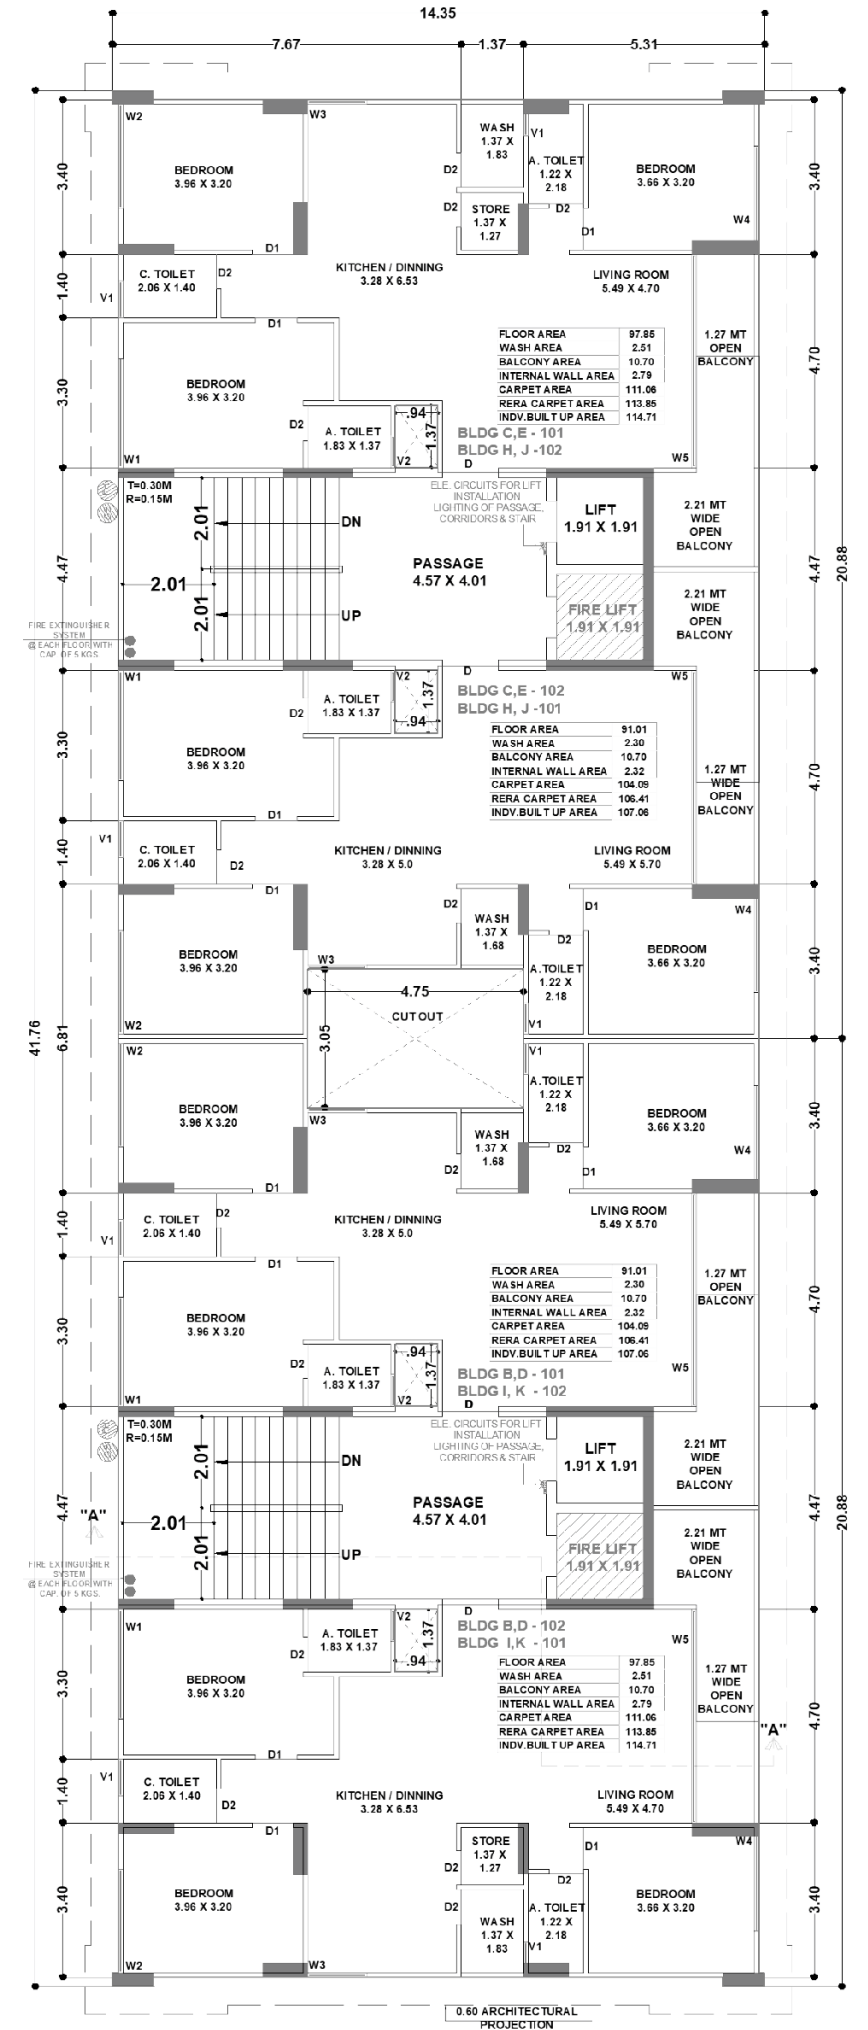 14.35
7.67
1.37
5.31
W2
W3
WASH
1.37 X
1.83
V1
A. TOILET
1.22 X
2.18
BEDROOM
3.96 X 3.20
BEDROOM
3.66 X 3.20
3.40
3.40
D2
D2
STORE
1.37 X
1.27
D2
D1
W4
D1
C. TOILET
2.06 X 1.40
D2
KITCHEN / DINNING
3.28 X 6.53
LIVING ROOM
5.49 X 4.70
1.40
V1
D1
FLOOR AREA 97.85
WASH AREA 2.51
BALCONY AREA 10.70
INTERNAL WALL AREA 2.79
CARPET AREA 111.06
RERA CARPET AREA 113.85
INDV.BUILT UP AREA 114.71
1.27 MT
OPEN
BALCONY
4.70
3.30
BEDROOM
3.96 X 3.20
D2
A. TOILET
1.83 X 1.37
.94
1.37
V2
BLDG C,E - 101
BLDG H, J -102
D
W1
W5
T=0.30M
R=0.15M
2.01
DN
2.01
2.01
UP
ELE. CIRCUITS FOR LIFT
INSTALLATION
LIGHTING OF PASSAGE,
CORRIDORS & STAIR
LIFT
1.91 X 1.91
PASSAGE
4.57 X 4.01
FIRE LIFT
1.91 X 1.91
2.21 MT
WIDE
OPEN
BALCONY
2.21 MT
WIDE
OPEN
BALCONY
4.47
4.47
20.88
FIRE EXTINGUISHER
SYSTEM
@ EACH FLOOR WITH
CAP. OF 5 KGS.
W1
A. TOILET
1.83 X 1.37
D2
V2
1.37
.94
D
BLDG C,E - 102
BLDG H, J -101
W5
FLOOR AREA 91.01
WASH AREA 2.30
BALCONY AREA 10.70
INTERNAL WALL AREA 2.32
CARPET AREA 104.09
RERA CARPET AREA 106.41
INDV.BUILT UP AREA 107.06
3.30
BEDROOM
3.96 X 3.20
1.27 MT
WIDE
OPEN
BALCONY
4.70
D1
V1
1.40
C. TOILET
2.06 X 1.40
D2
KITCHEN / DINNING
3.28 X 5.0
LIVING ROOM
5.49 X 5.70
D1
D2
WASH
1.37 X
1.68
D1
D2
W4
BEDROOM
3.96 X 3.20
BEDROOM
3.66 X 3.20
3.40
W3
A.TOILET
1.22 X
2.18
4.75
CUT OUT
3.05
V1
W2
41.76
6.81
W2
V1
A.TOILET
1.22 X
2.18
BEDROOM
3.96 X 3.20
BEDROOM
3.66 X 3.20
3.40
W3
WASH
1.37 X
1.68
D2
D2
D1
W4
D1
C. TOILET
2.06 X 1.40
D2
KITCHEN / DINNING
3.28 X 5.0
LIVING ROOM
5.49 X 5.70
1.40
V1
D1
FLOOR AREA 91.01
WASH AREA 2.30
BALCONY AREA 10.70
INTERNAL WALL AREA 2.32
CARPET AREA 104.09
RERA CARPET AREA 106.41
INDV.BUILT UP AREA 107.06
1.27 MT
OPEN
BALCONY
4.70
3.30
BEDROOM
3.96 X 3.20
D2
A. TOILET
1.83 X 1.37
.94
1.37
V2
BLDG B,D - 101
BLDG I, K - 102
D
W1
W5
T=0.30M
R=0.15M
2.01
DN
2.01
2.01
UP
ELE. CIRCUITS FOR LIFT
INSTALLATION
LIGHTING OF PASSAGE,
CORRIDORS & STAIR
LIFT
1.91 X 1.91
PASSAGE
4.57 X 4.01
FIRE LIFT
1.91 X 1.91
2.21 MT
WIDE
OPEN
BALCONY
2.21 MT
WIDE
OPEN
BALCONY
4.47
4.47
20.88
"A"
FIRE EXTINGUISHER
SYSTEM
@ EACH FLOOR WITH
CAP. OF 5 KGS.
W1
A. TOILET
1.83 X 1.37
D2
V2
1.37
.94
D
BLDG B,D - 102
BLDG I,K - 101
W5
FLOOR AREA 97.85
WASH AREA 2.51
BALCONY AREA 10.70
INTERNAL WALL AREA 2.79
CARPET AREA 111.06
RERA CARPET AREA 113.85
INDV.BUILT UP AREA 114.71
3.30
BEDROOM
3.96 X 3.20
1.27 MT
WIDE
OPEN
BALCONY
4.70
"A"
D1
V1
1.40
C. TOILET
2.06 X 1.40
D2
KITCHEN / DINNING
3.28 X 6.53
LIVING ROOM
5.49 X 4.70
D1
STORE
1.37 X
1.27
D2
D1
W4
D2
BEDROOM
3.96 X 3.20
BEDROOM
3.66 X 3.20
3.40
3.40
D2
WASH
1.37 X
1.83
A. TOILET
1.22 X
2.18
V1
W2
W3
0.60 ARCHITECTURAL
PROJECTION